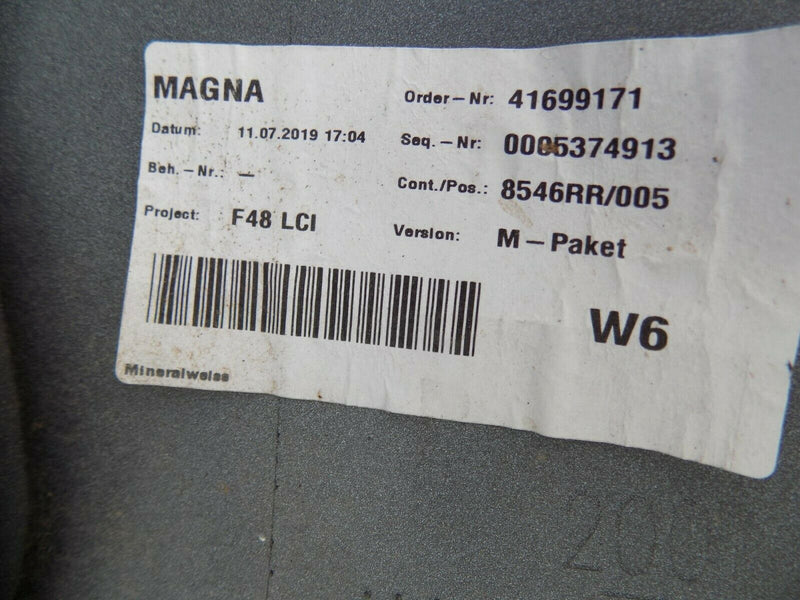 MAGNA
Order-Nr: 41699171
Datum: 11.07.2019 17:04
Seq.-Nr: 0005374913
Beh.-Nr.: -
Cont./Pos.: 8546RR/005
Project: F48 LCI
Version: M-Paket
W6
Mineralweiss
200